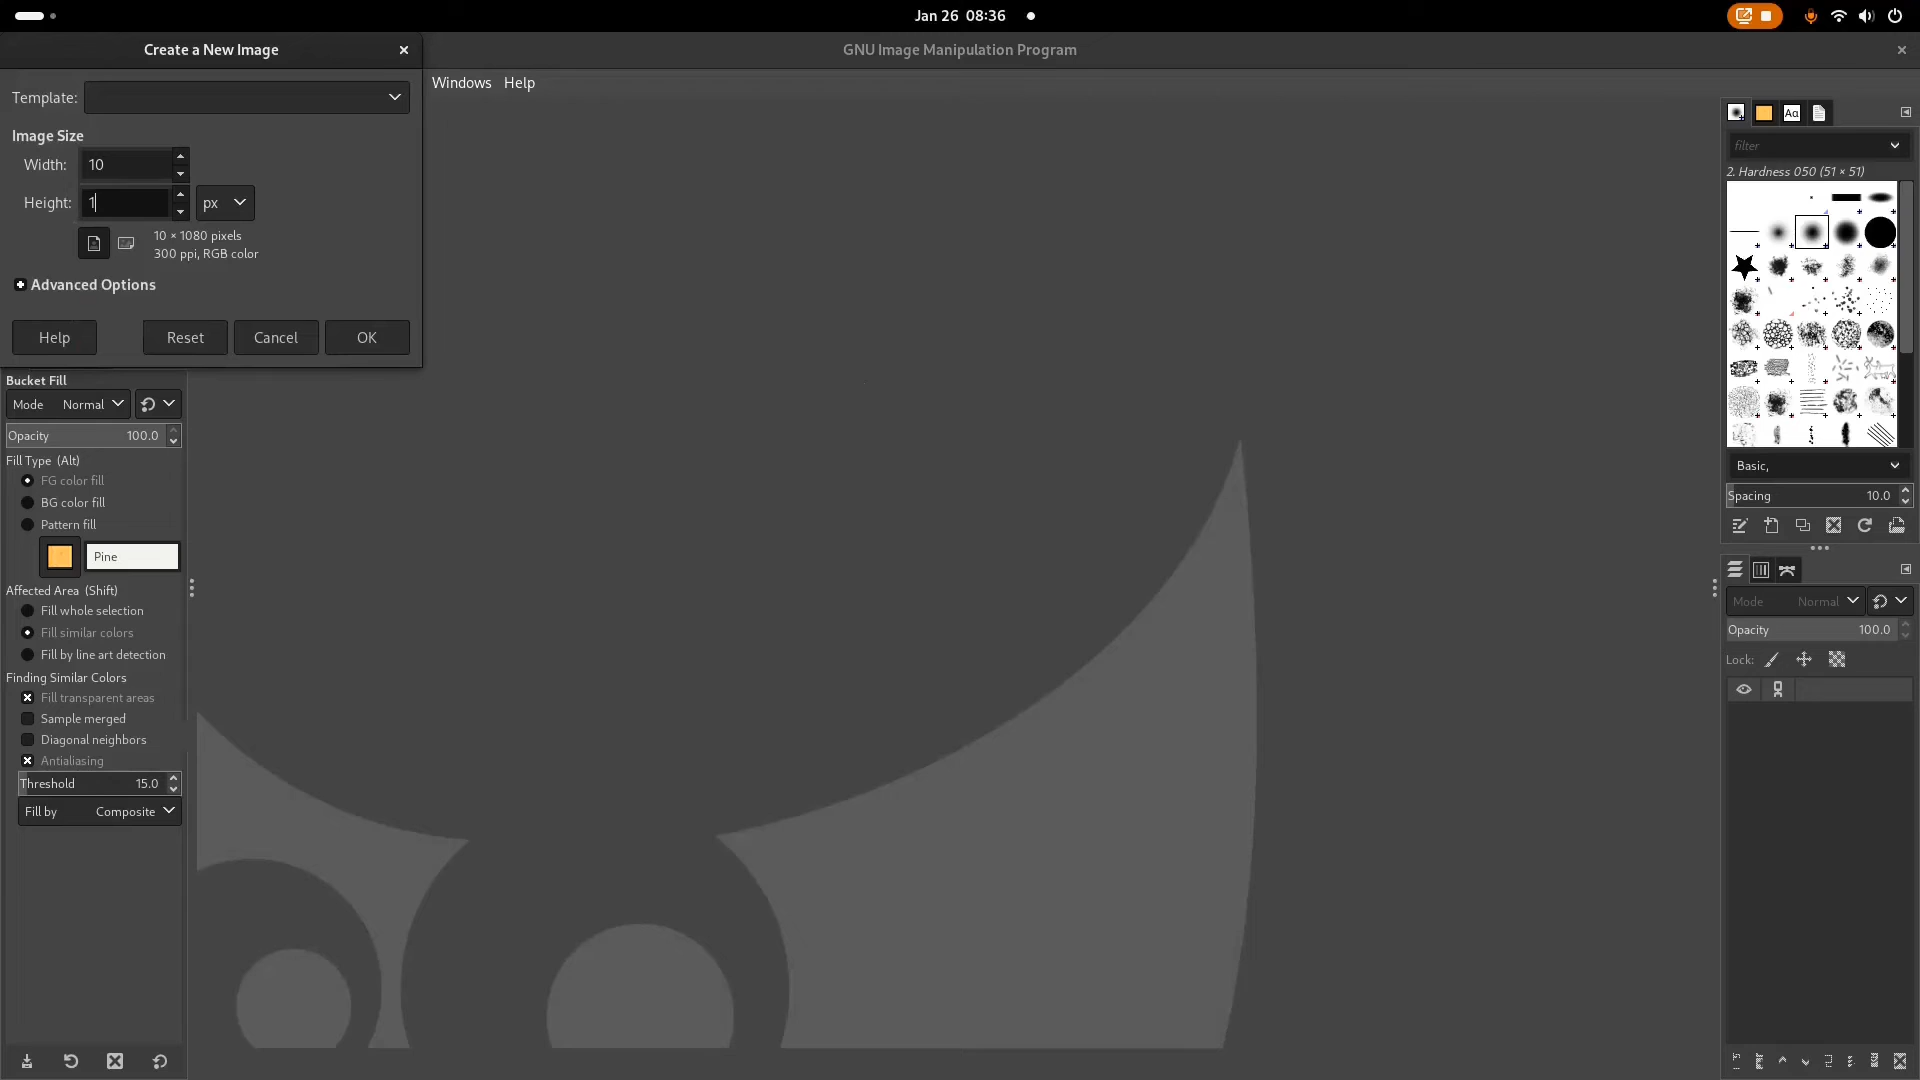 Jan 26 08:36
Create a New Image
GNU Image Manipulation Program
Windows Help
Template:
Image Size
Width: 10
Height: 1 px
10 × 1080 pixels
300 ppi, RGB color
Advanced Options
Help Reset Cancel OK
Bucket Fill
Mode Normal
Opacity 100.0
Fill Type (Alt)
FG color fill
BG color fill
Pattern fill
Pine
Affected Area (Shift)
Fill whole selection
Fill similar colors
Fill by line art detection
Finding Similar Colors
Fill transparent areas
Sample merged
Diagonal neighbors
Antialiasing
Threshold 15.0
Fill by Composite
Aa
filter
2. Hardness 050 (51 × 51)
Basic,
Spacing 10.0
Mode Normal
Opacity 100.0
Lock: